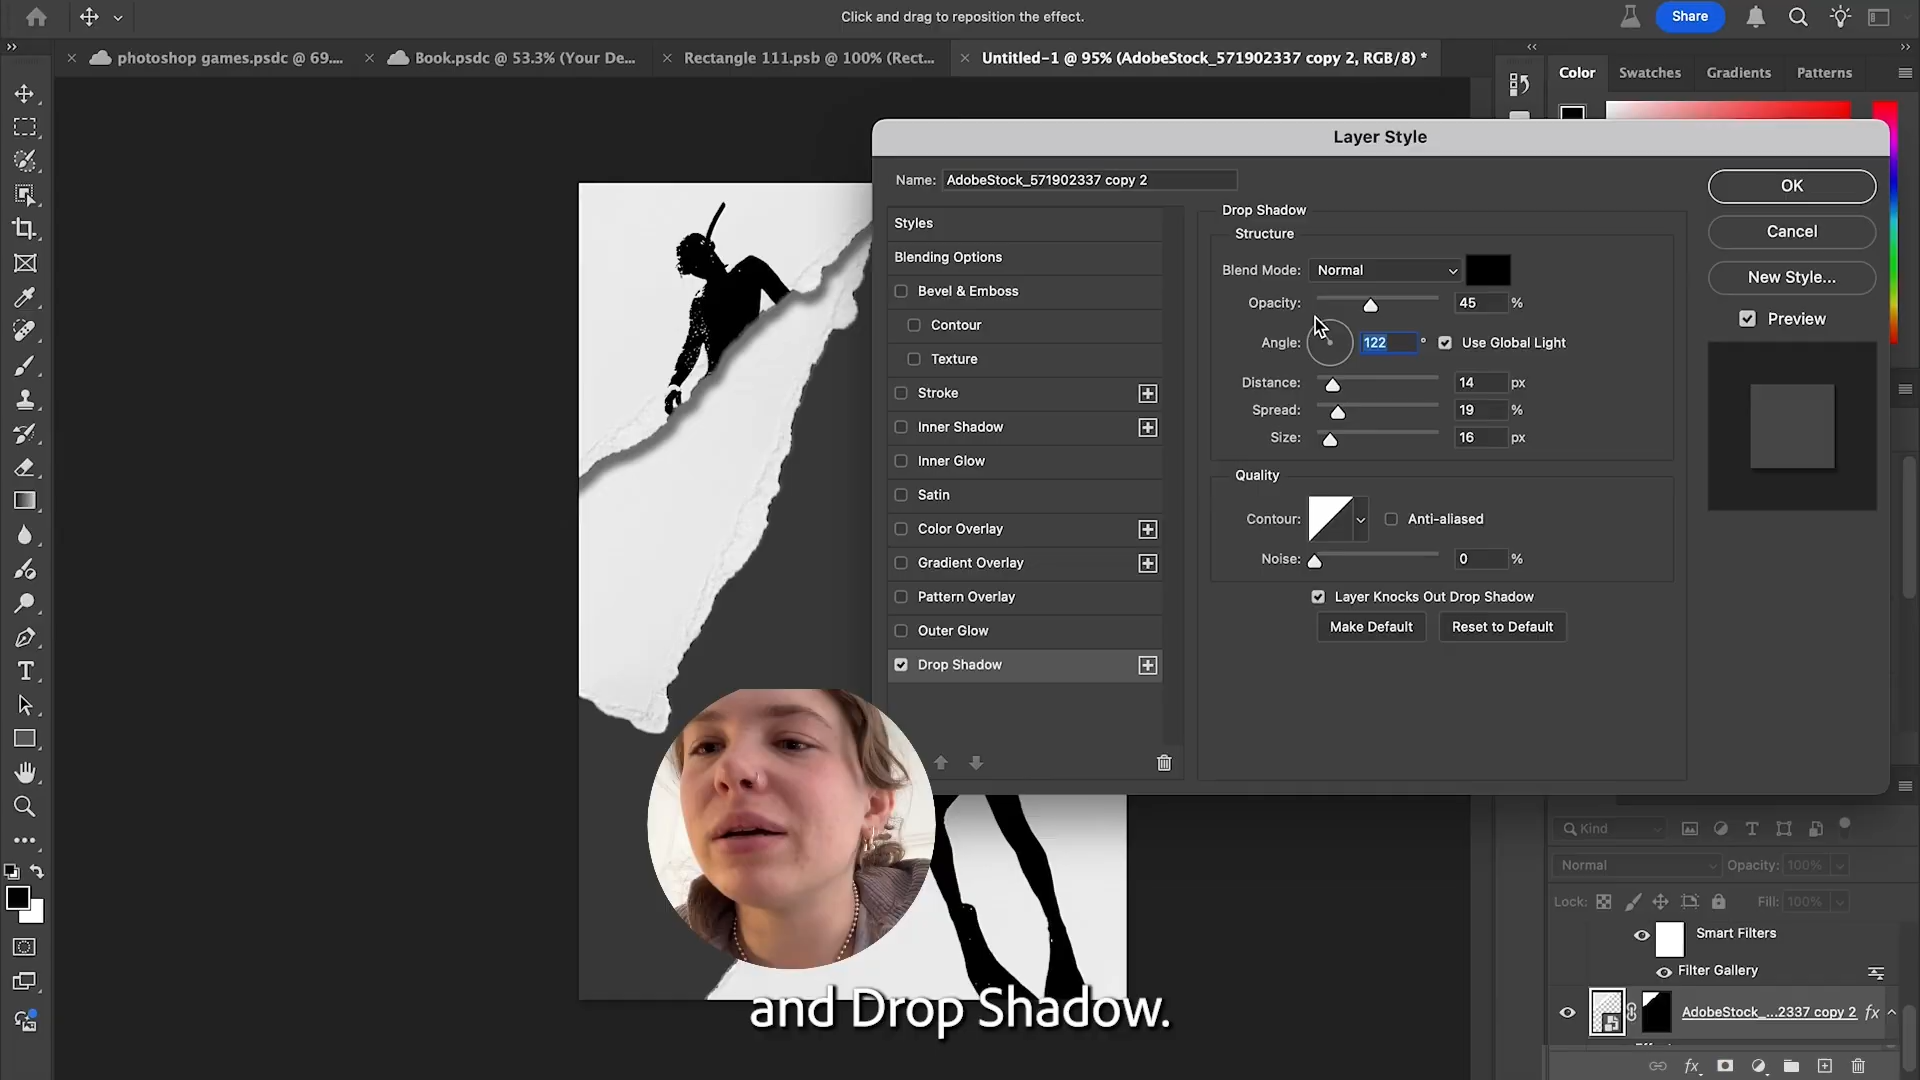 Click and drag to reposition the effect.
Share
photoshop games.psdc @ 69....
Book.psdc @ 53.3% (Your De...
Rectangle 111.psb @ 100% (Rect...
Untitled-1 @ 95% (AdobeStock_571902337 copy 2, RGB/8) *
Color
Swatches
Gradients
Patterns
Layer Style
Name: AdobeStock_571902337 copy 2
Styles
Blending Options
Bevel & Emboss
Contour
Texture
Stroke
Inner Shadow
Inner Glow
Satin
Color Overlay
Gradient Overlay
Pattern Overlay
Outer Glow
Drop Shadow
Drop Shadow
Structure
Blend Mode: Normal
Opacity: 45 %
Angle: 122 ° Use Global Light
Distance: 14 px
Spread: 19 %
Size: 16 px
Quality
Contour: Anti-aliased
Noise: 0 %
Layer Knocks Out Drop Shadow
Make Default
Reset to Default
OK
Cancel
New Style...
Preview
Kind
Normal
Opacity: 100%
Lock:
Fill: 100%
Smart Filters
Filter Gallery
AdobeStock_...2337 copy 2 fx
fx
and Drop Shadow.